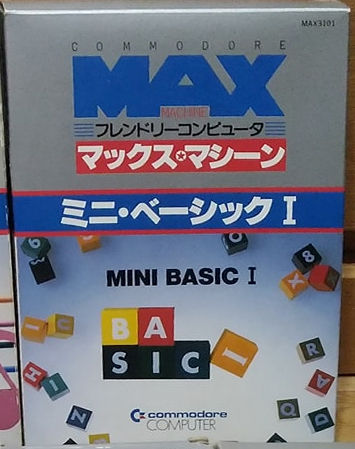 MAX3101
COMMODORE
MAX
MACHINE
フレンドリーコンピュータ
マックス★マシーン
ミニ・ベーシック I
MINI BASIC I
BA
SIC I
commodore
COMPUTER